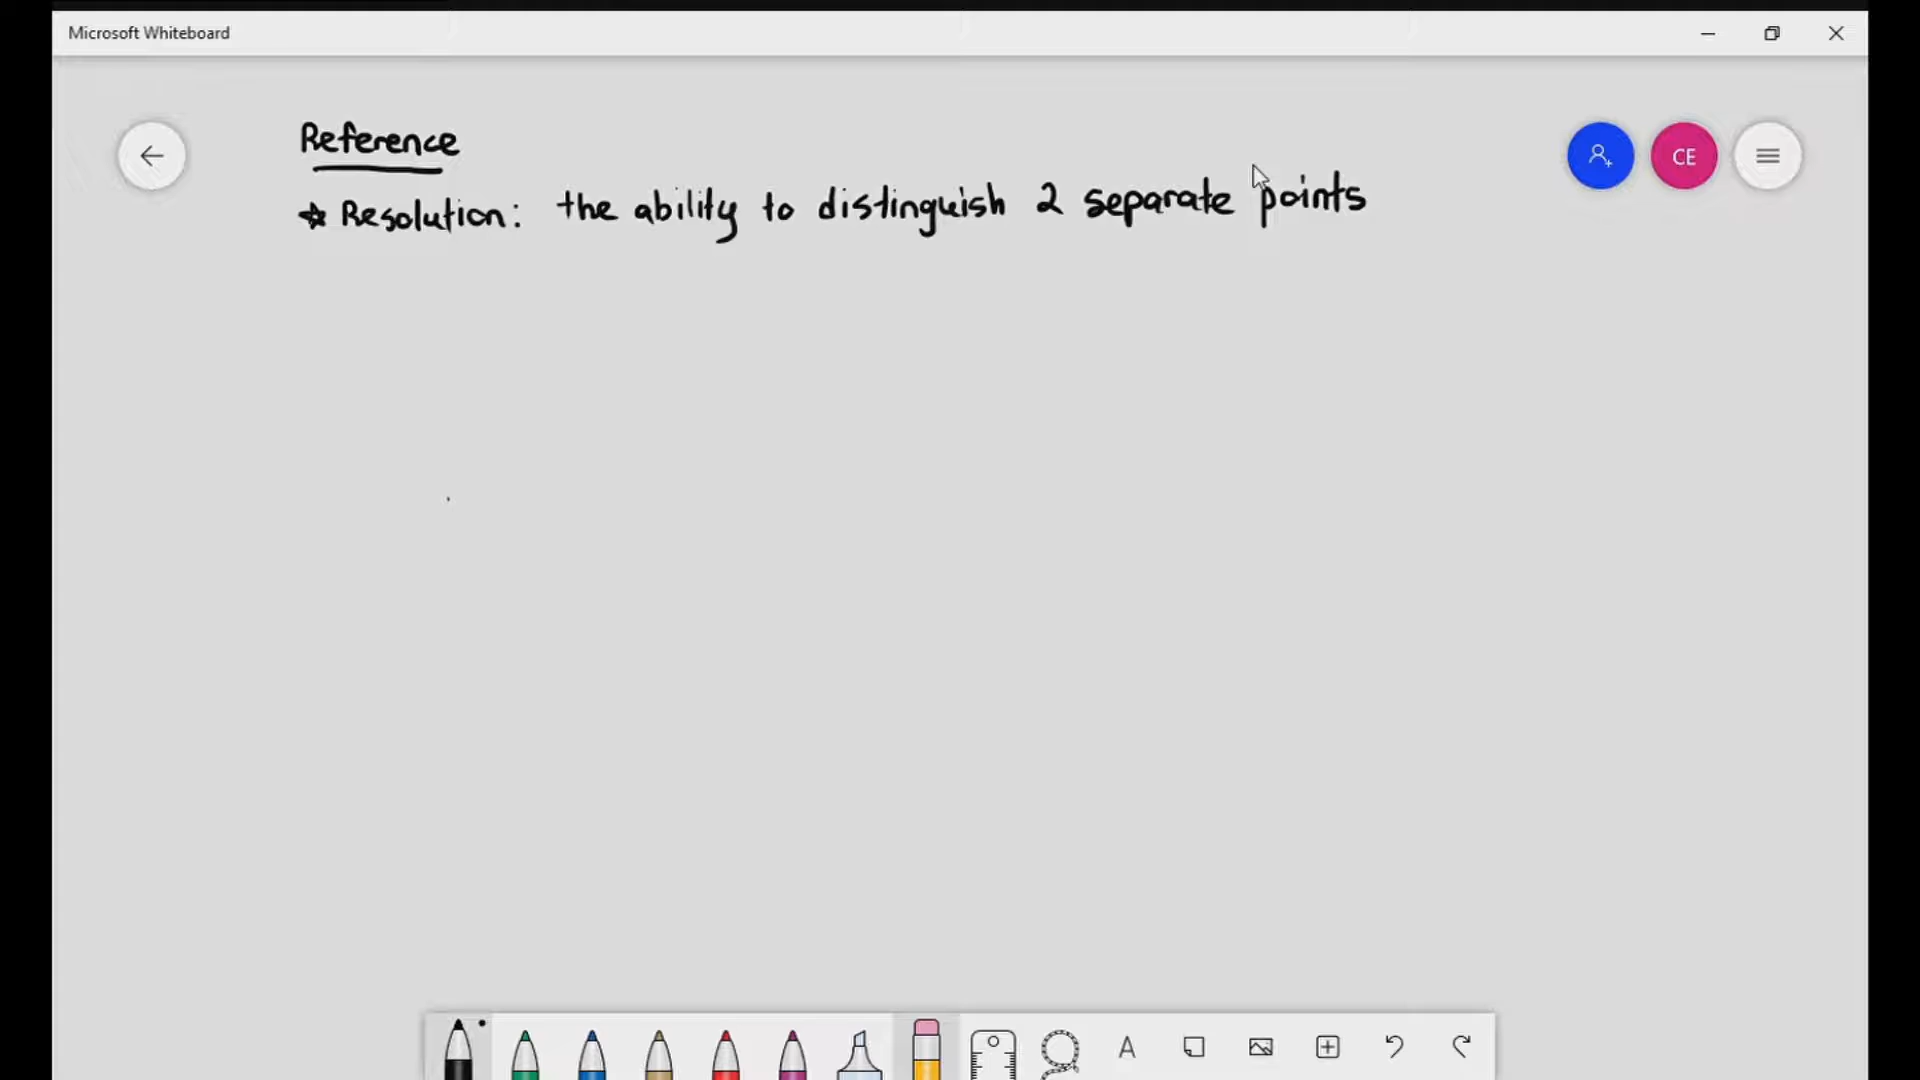 Microsoft Whiteboard
Reference
CE
☆ Resolution: the ability to distinguish 2 separate points
A